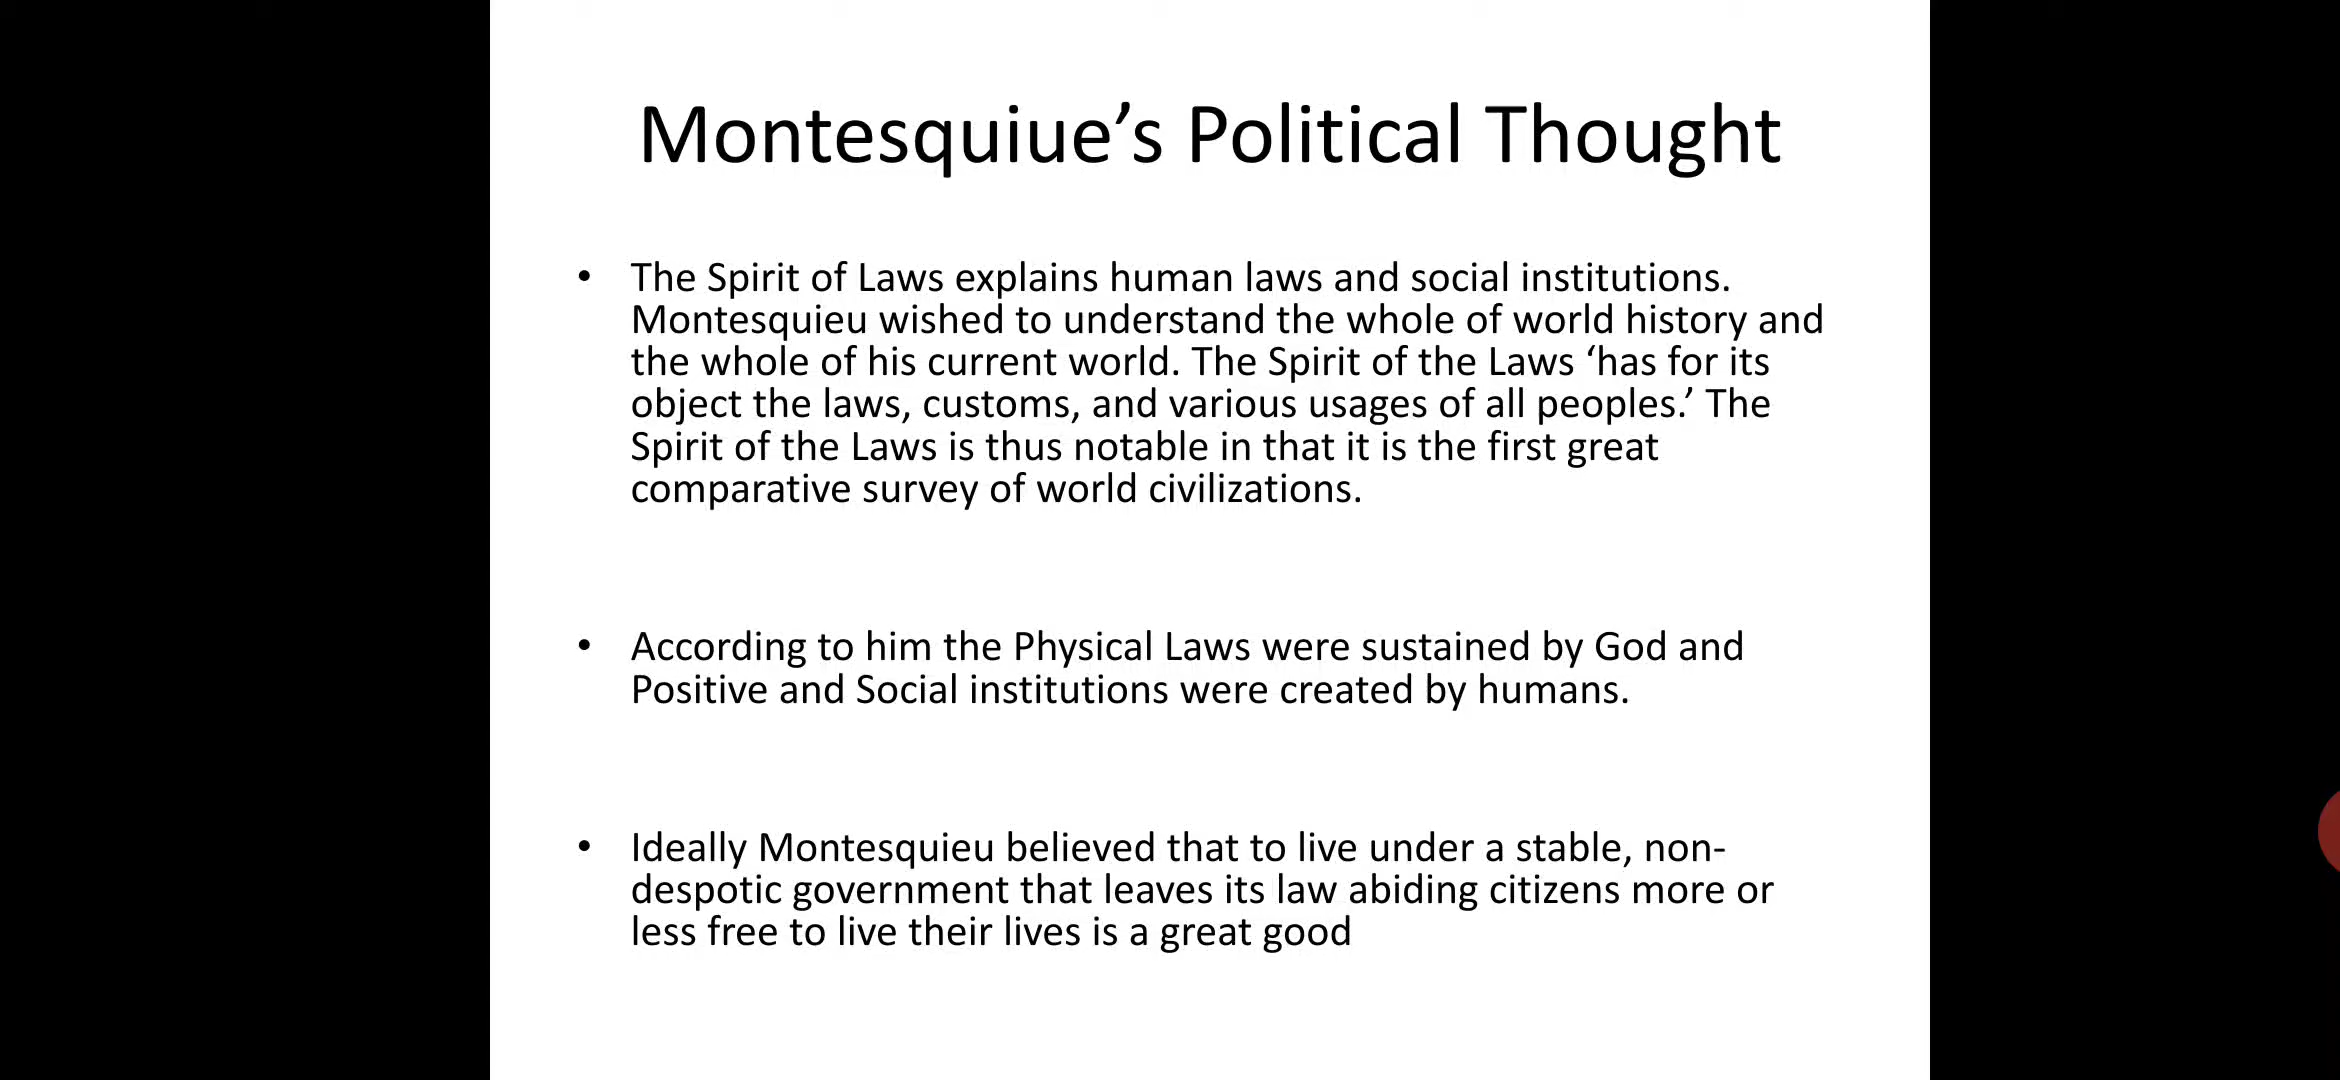 Montesquiue’s Political Thought
• The Spirit of Laws explains human laws and social institutions.
Montesquieu wished to understand the whole of world history and
the whole of his current world. The Spirit of the Laws ‘has for its
object the laws, customs, and various usages of all peoples.’ The
Spirit of the Laws is thus notable in that it is the first great
comparative survey of world civilizations.
• According to him the Physical Laws were sustained by God and
Positive and Social institutions were created by humans.
• Ideally Montesquieu believed that to live under a stable, non-
despotic government that leaves its law abiding citizens more or
less free to live their lives is a great good